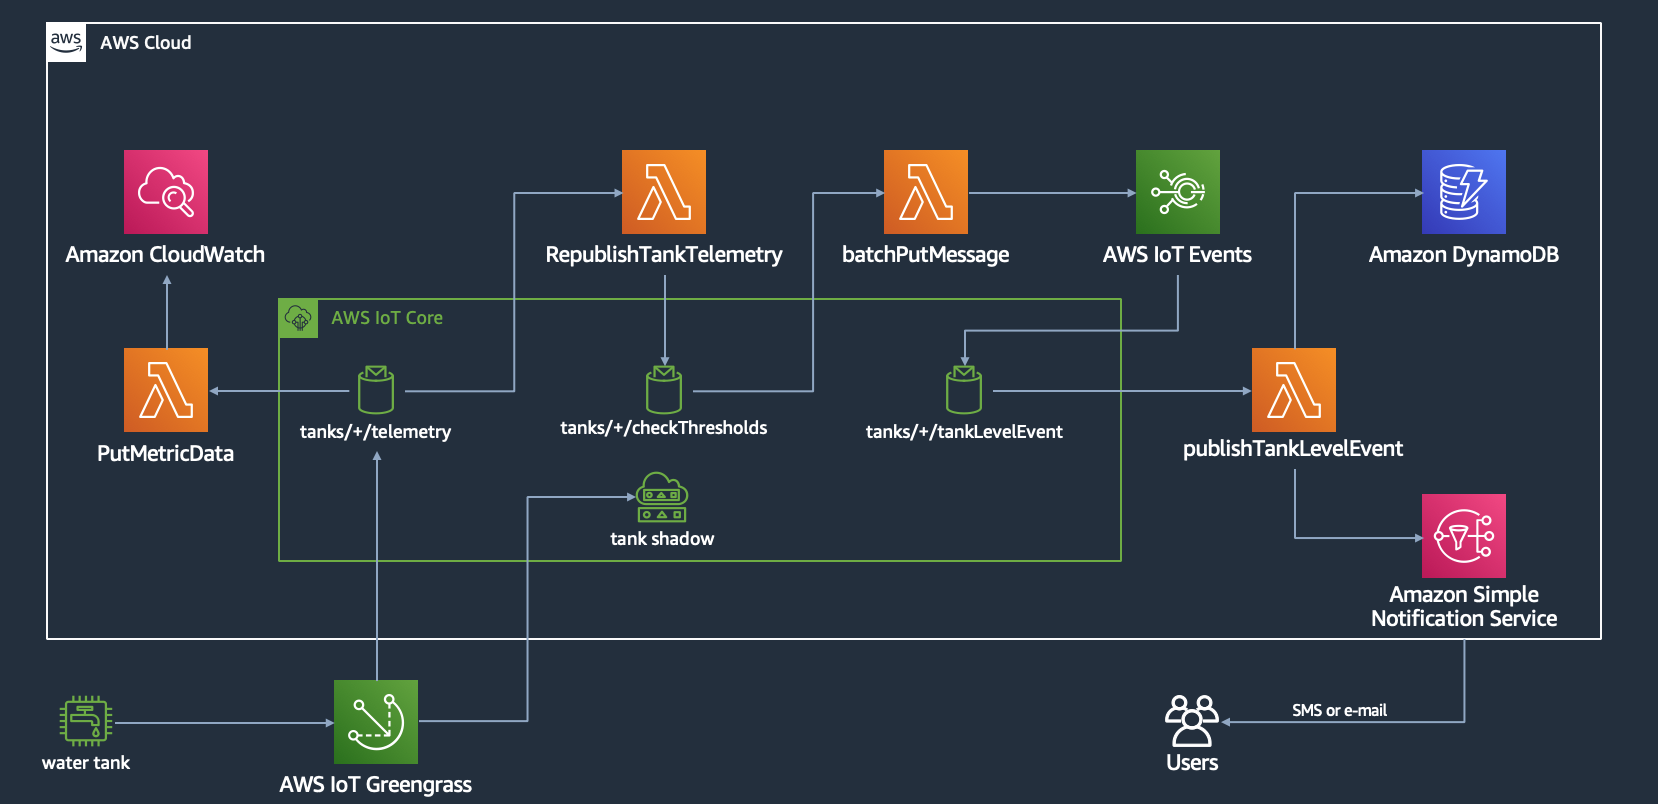 aws
AWS Cloud
Amazon CloudWatch
RepublishTankTelemetry
batchPutMessage
AWS IoT Events
Amazon DynamoDB
AWS IoT Core
tanks/+/telemetry
tanks/+/checkThresholds
tanks/+/tankLevelEvent
PutMetricData
publishTankLevelEvent
tank shadow
Amazon Simple
Notification Service
water tank
AWS IoT Greengrass
SMS or e-mail
Users